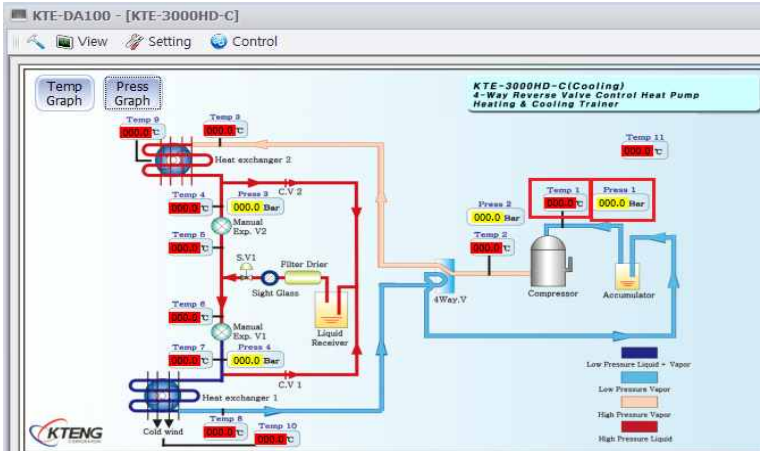 KTE-DA100 - [KTE-3000HD-C]
View Setting Control
Temp Graph
Press Graph
KTE-3000HD-C(Cooling)
4-Way Reverse Valve Control Heat Pump
Heating & Cooling Trainer
Temp 9
000.0 ℃
Temp 3
000.0 ℃
Heat exchanger 2
Temp 11
000.0 ℃
Temp 4
000.0 ℃
Press 3
000.0 Bar
C.V 2
Manual
Exp. V2
Temp 5
000.0 ℃
Press 2
000.0 Bar
Temp 2
000.0 ℃
Temp 1
000.0 ℃
Press 1
000.0 Bar
S.V1
Filter Drier
Sight Glass
4Way.V
Compressor
Accumulator
Temp 6
000.0 ℃
Manual
Exp. V1
Liquid
Receiver
Temp 7
000.0 ℃
Press 4
000.0 Bar
C.V 1
Heat exchanger 1
Cold wind
Temp 8
000.0 ℃
Temp 10
000.0 ℃
Low Pressure Liquid - Vapor
Low Pressure Vapor
High Pressure Vapor
High Pressure Liquid
KTENG